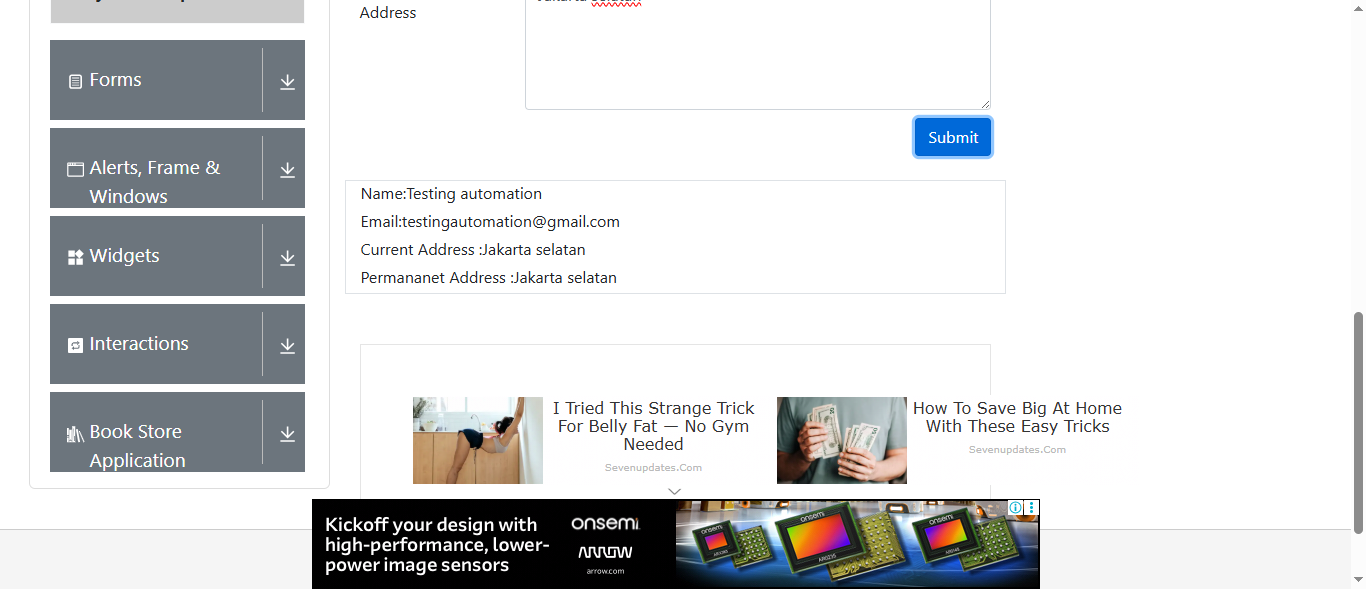 Address
Jakarta selatan
Submit
Forms
Alerts, Frame &
Windows
Widgets
Interactions
Book Store
Application
Name:Testing automation
Email:testingautomation@gmail.com
Current Address :Jakarta selatan
Permananet Address :Jakarta selatan
I Tried This Strange Trick
For Belly Fat — No Gym
Needed
Sevenupdates.Com
How To Save Big At Home
With These Easy Tricks
Sevenupdates.Com
Kickoff your design with
high-performance, lower-
power image sensors
onsemi
ARROW
arrow.com